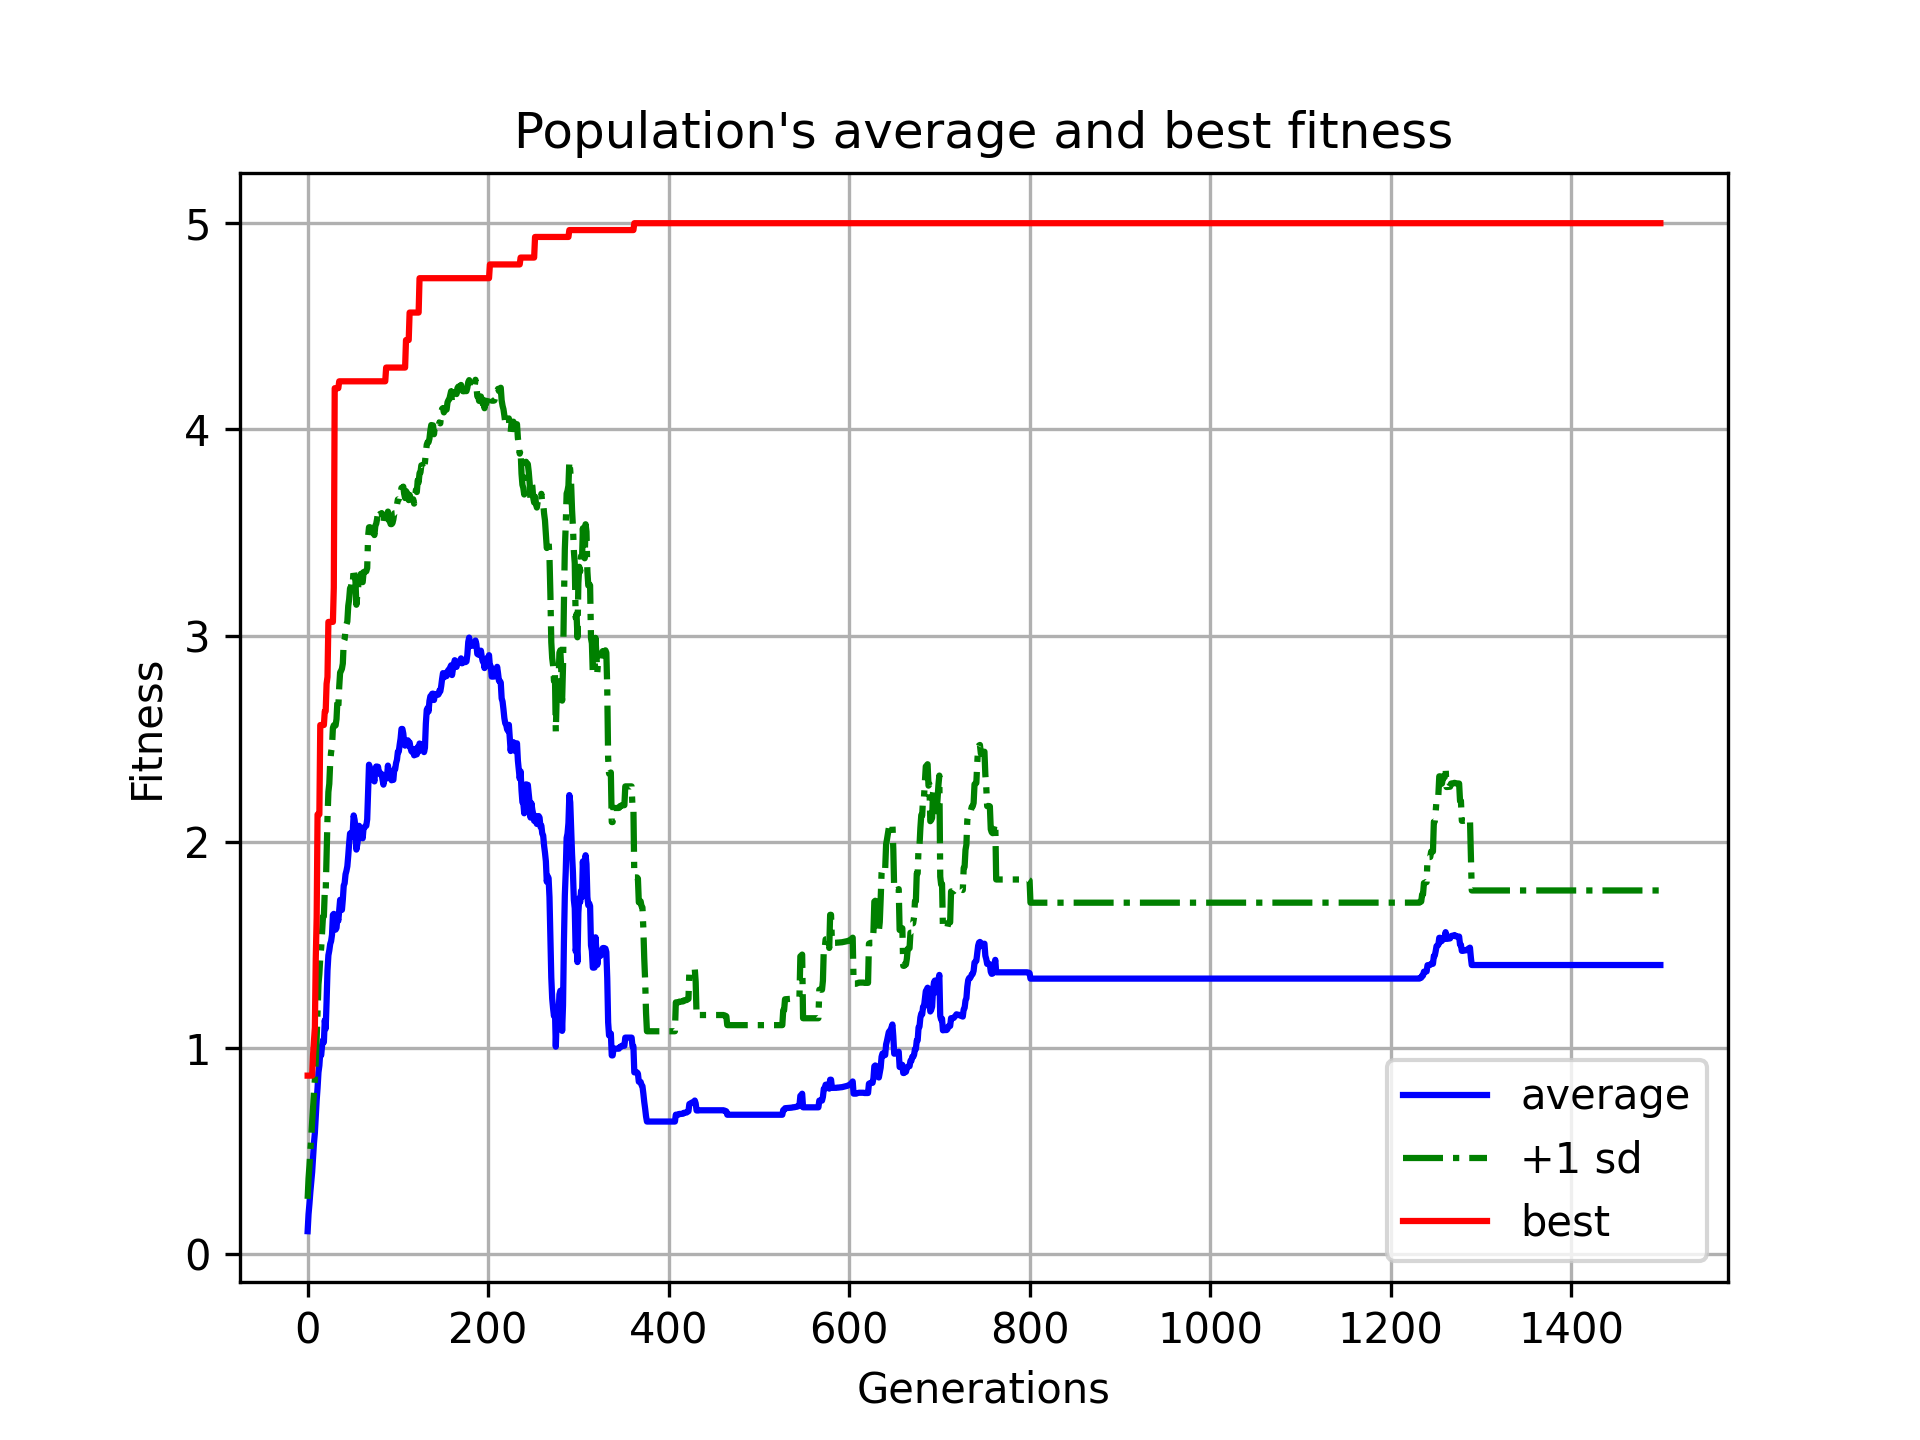 Population's average and best fitness
5
4
3
2
1
0
Fitness
0 200 400 600 800 1000 1200 1400
Generations
average
+1 sd
best